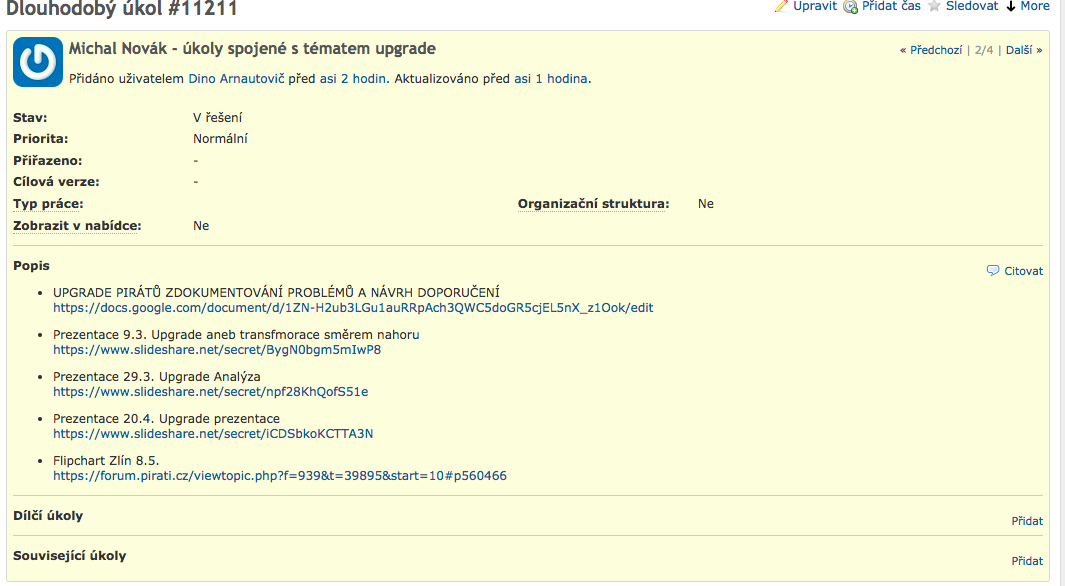 Dlouhodobý úkol #11211
Upravit Přidat čas Sledovat More
Michal Novák - úkoly spojené s tématem upgrade
« Předchozí | 2/4 | Další »
Přidáno uživatelem Dino Arnautovič před asi 2 hodin. Aktualizováno před asi 1 hodina.
Stav: V řešení
Priorita: Normální
Přiřazeno: -
Cílová verze: -
Typ práce: Organizační struktura: Ne
Zobrazit v nabídce: Ne
Popis
Citovat
• UPGRADE PIRÁTŮ ZDOKUMENTOVÁNÍ PROBLÉMŮ A NÁVRH DOPORUČENÍ
https://docs.google.com/document/d/1ZN-H2ub3LGu1auRRpAch3QWC5doGR5cjEL5nX_z1Ook/edit
• Prezentace 9.3. Upgrade aneb transfmorace směrem nahoru
https://www.slideshare.net/secret/BygN0bgm5mIwP8
• Prezentace 29.3. Upgrade Analýza
https://www.slideshare.net/secret/npf28KhQofS51e
• Prezentace 20.4. Upgrade prezentace
https://www.slideshare.net/secret/iCDSbkoKCTTA3N
• Flipchart Zlín 8.5.
https://forum.pirati.cz/viewtopic.php?f=939&t=39895&start=10#p560466
Dílčí úkoly
Přidat
Související úkoly
Přidat